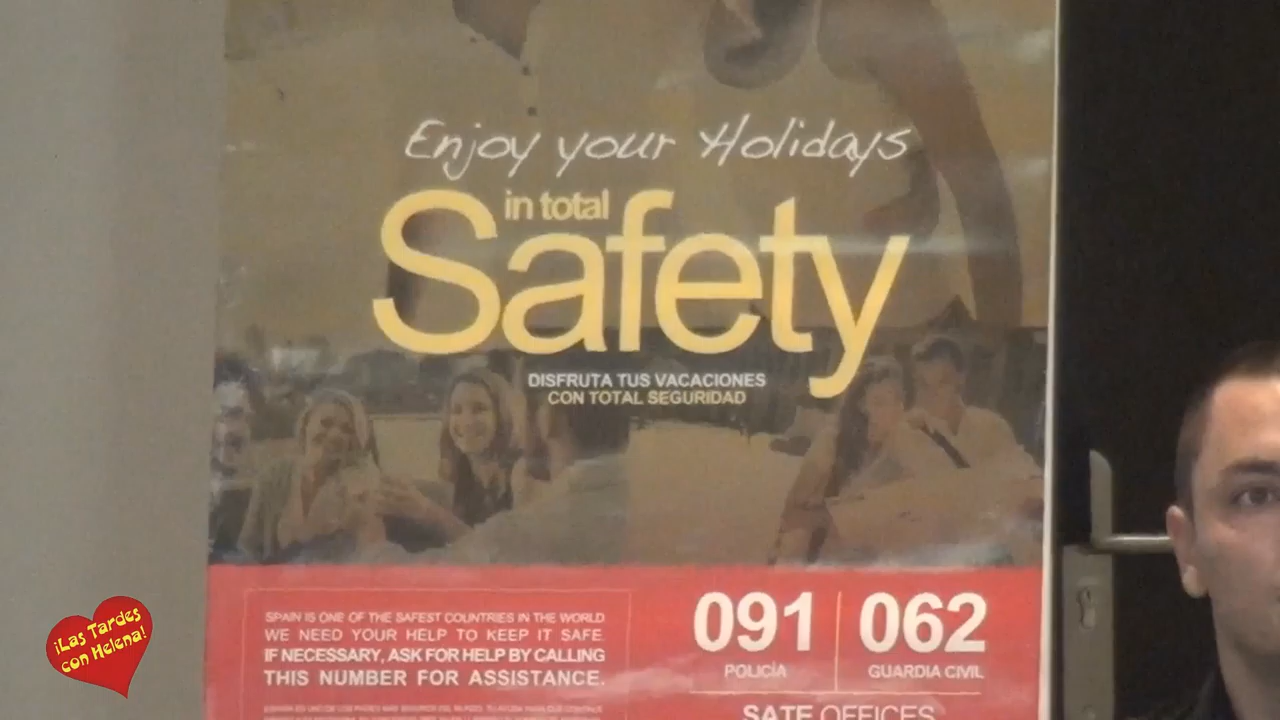 Enjoy your Holidays
in total
Safety
DISFRUTA TUS VACACIONES
CON TOTAL SEGURIDAD
SPAIN IS ONE OF THE SAFEST COUNTRIES IN THE WORLD
WE NEED YOUR HELP TO KEEP IT SAFE.
IF NECESSARY, ASK FOR HELP BY CALLING
THIS NUMBER FOR ASSISTANCE.
091
POLICÍA
062
GUARDIA CIVIL
SATE OFFICES
¡Las Tardes
con Helena!